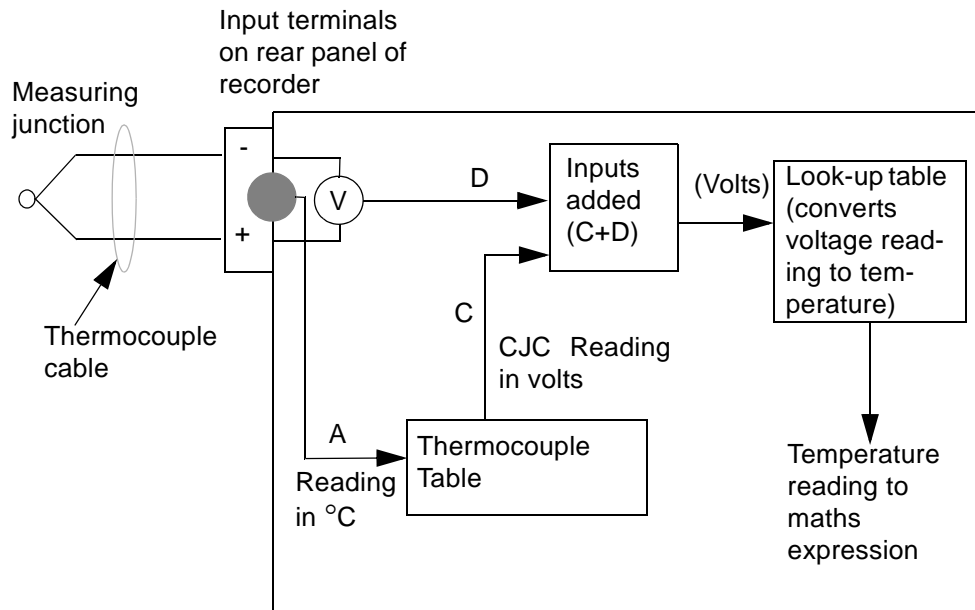 Input terminals
on rear panel of
recorder
Measuring
junction
-
+
V
D
Inputs
added
(C+D)
(Volts)
Look-up table
(converts
voltage read-
ing to tem-
perature)
Thermocouple
cable
C
CJC Reading
in volts
A
Reading
in °C
Thermocouple
Table
Temperature
reading to
maths
expression